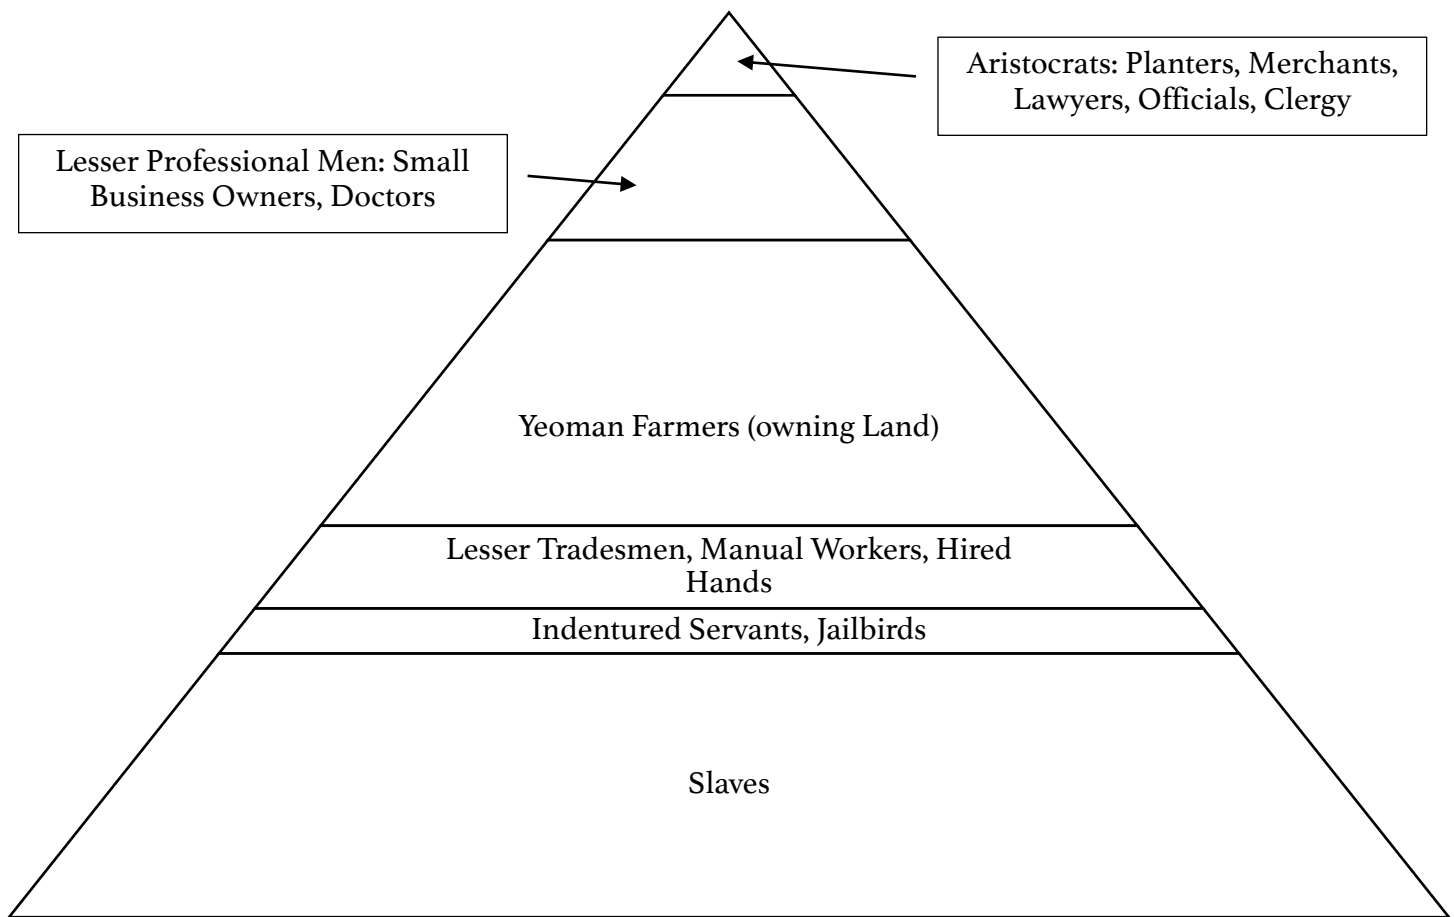 Aristocrats: Planters, Merchants,
Lawyers, Officials, Clergy
Lesser Professional Men: Small
Business Owners, Doctors
Yeoman Farmers (owning Land)
Lesser Tradesmen, Manual Workers, Hired
Hands
Indentured Servants, Jailbirds
Slaves